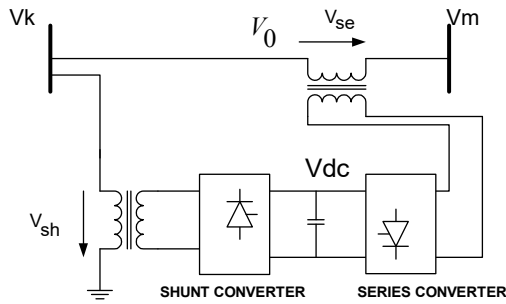 Vk
V0
Vse
Vm
Vdc
Vsh
SHUNT CONVERTER
SERIES CONVERTER